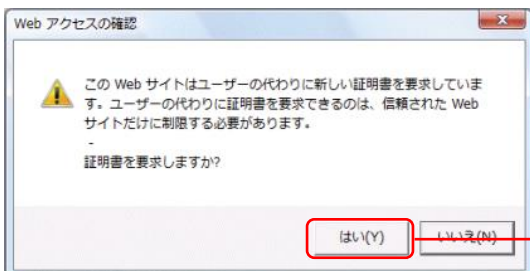 Web アクセスの確認
この Web サイトはユーザーの代わりに新しい証明書を要求していま
す。ユーザーの代わりに証明書を要求できるのは、信頼された Web
サイトだけに制限する必要があります。
-
証明書を要求しますか?
はい(Y) いいえ(N)